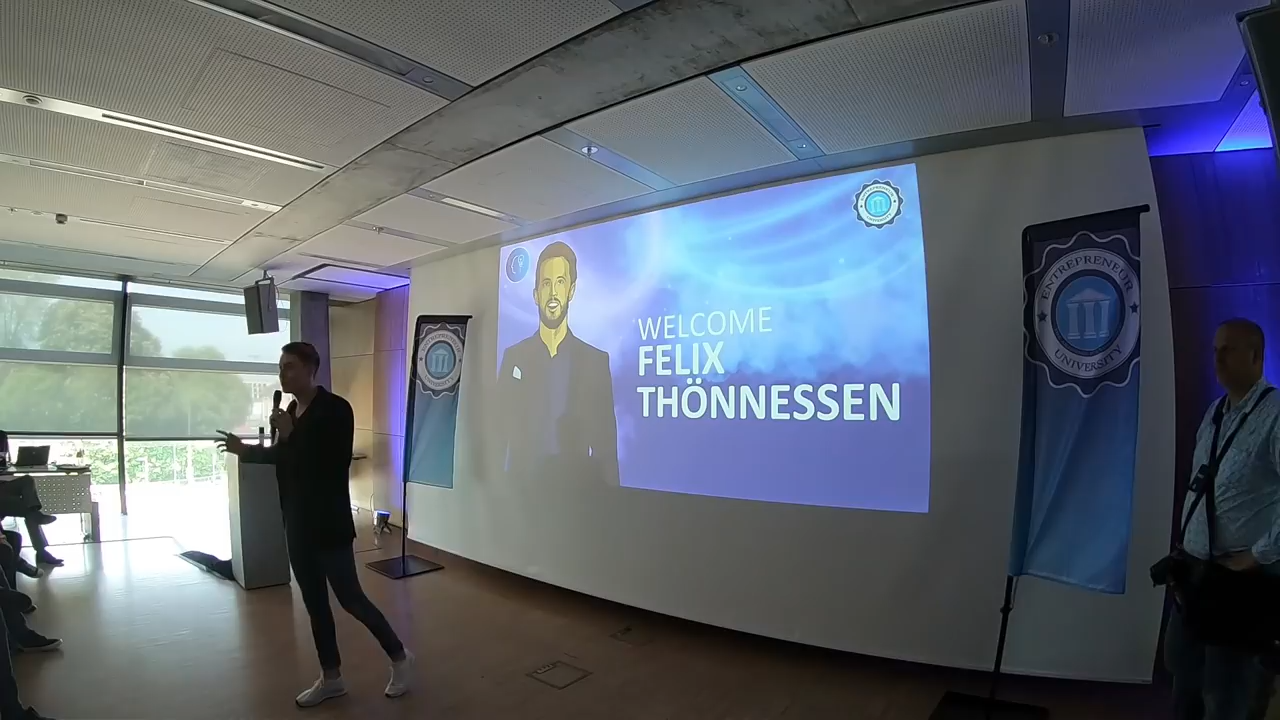 WELCOME
FELIX
THÖNNESSEN
ENTREPRENEUR
UNIVERSITY